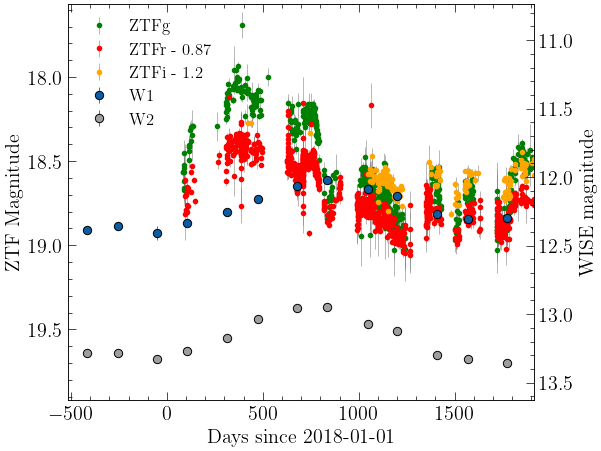 ZTFg
ZTFr - 0.87
ZTFi - 1.2
W1
W2
18.0
18.5
19.0
19.5
ZTF Magnitude
11.0
11.5
12.0
12.5
13.0
13.5
WISE magnitude
−500
0
500
1000
1500
Days since 2018-01-01